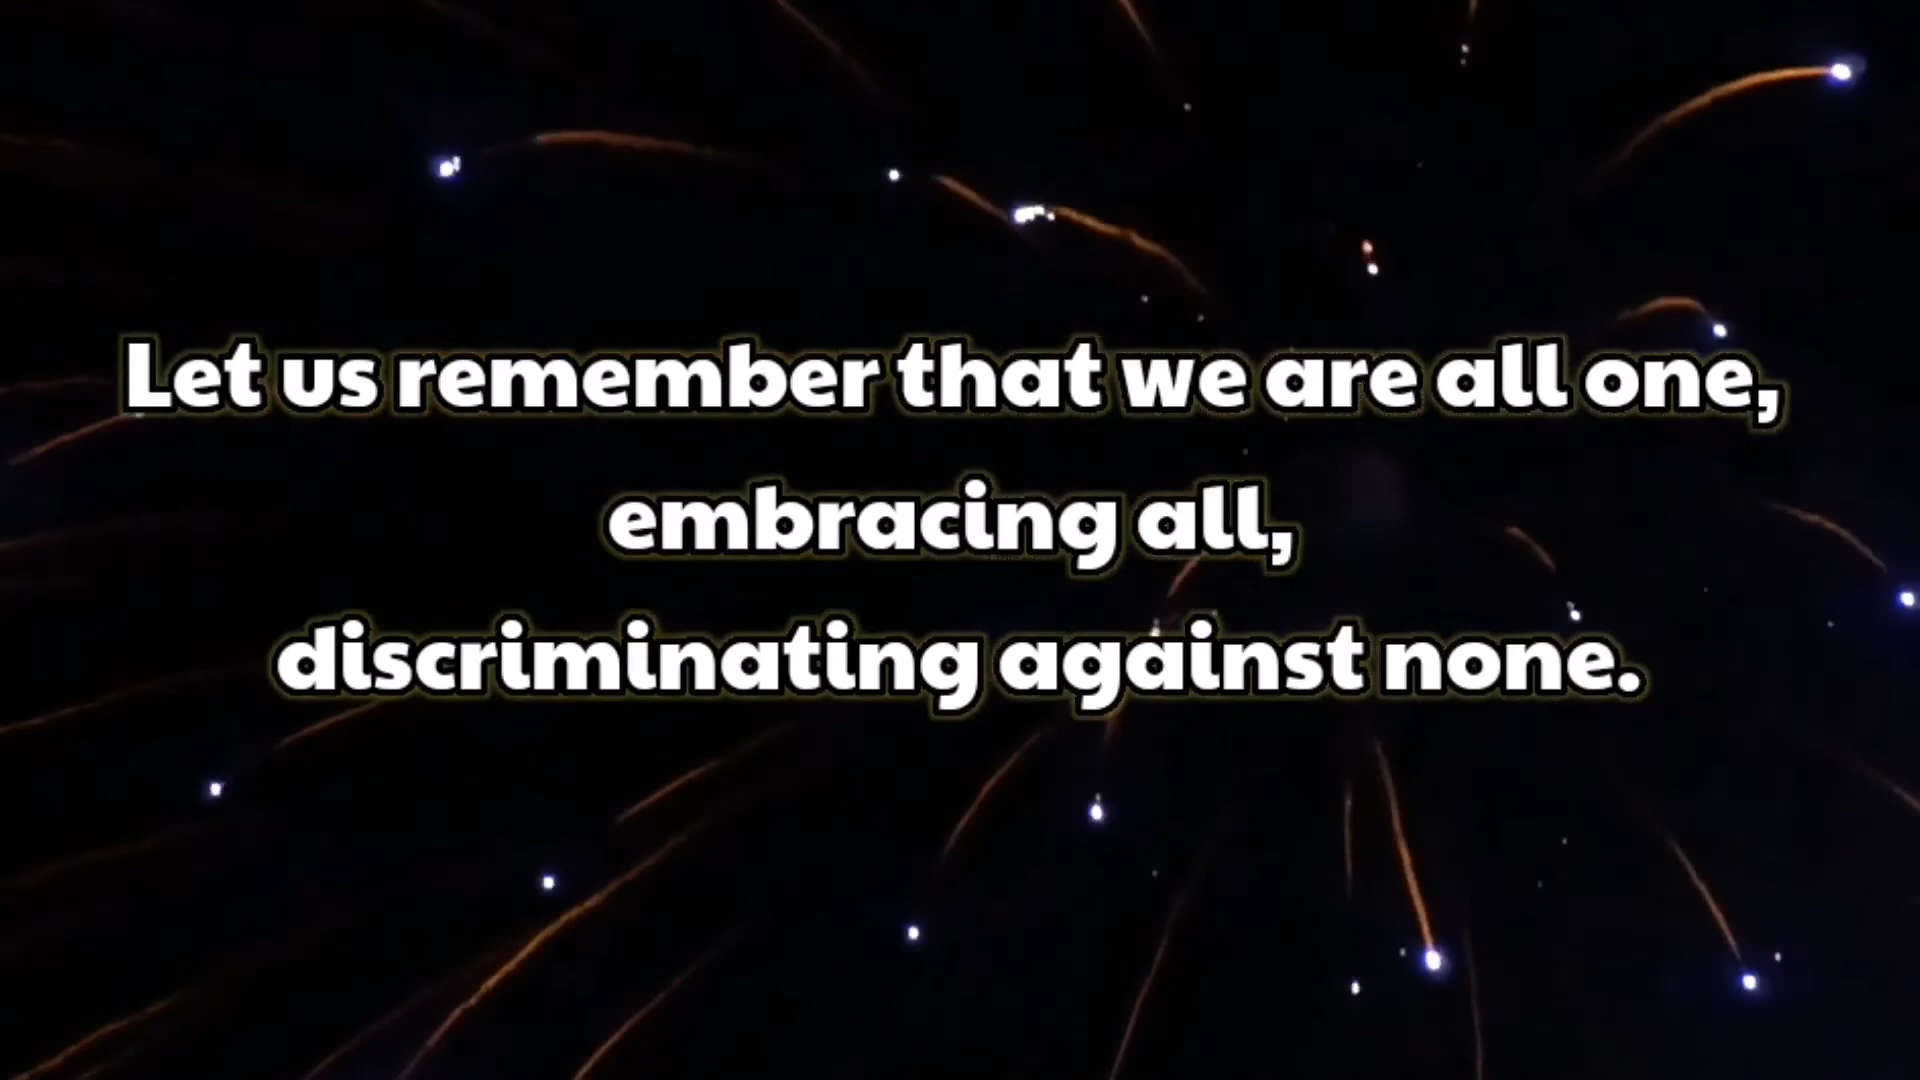 Let us remember that we are all one,
embracing all,
discriminating against none.